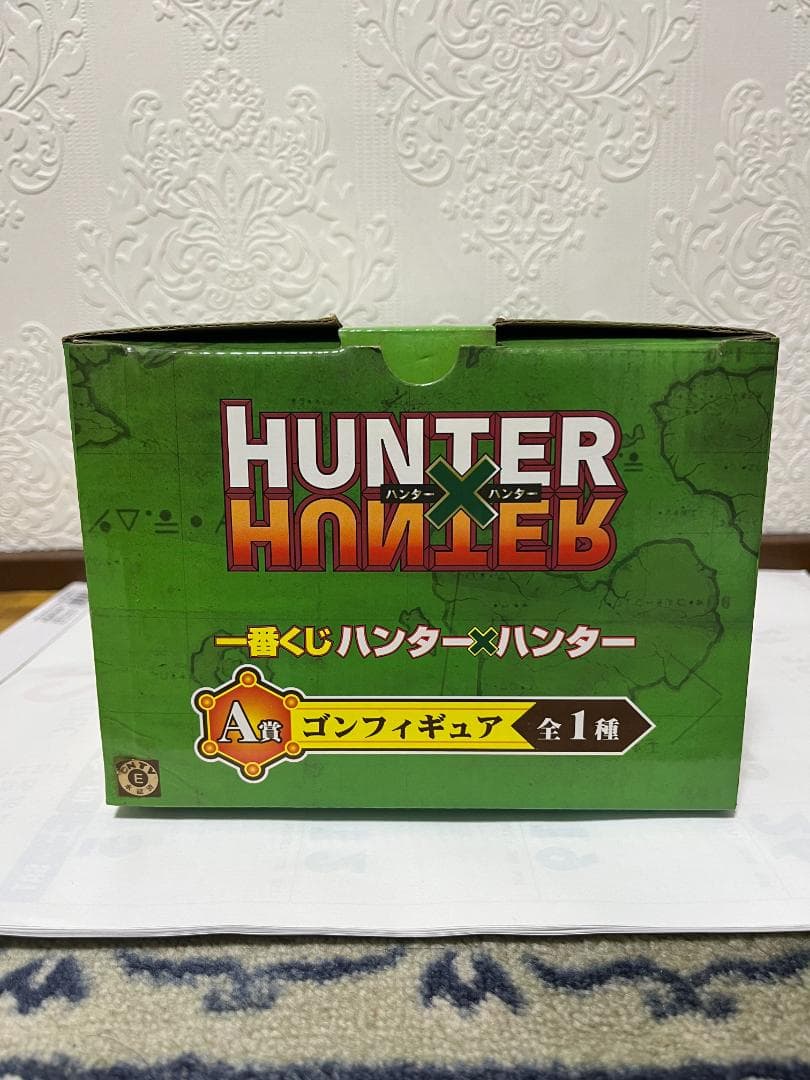 HUNTER
ハンター × ハンター
HUNTER
一番くじ ハンター×ハンター
A賞 ゴンフィギュア 全1種
NTV
E